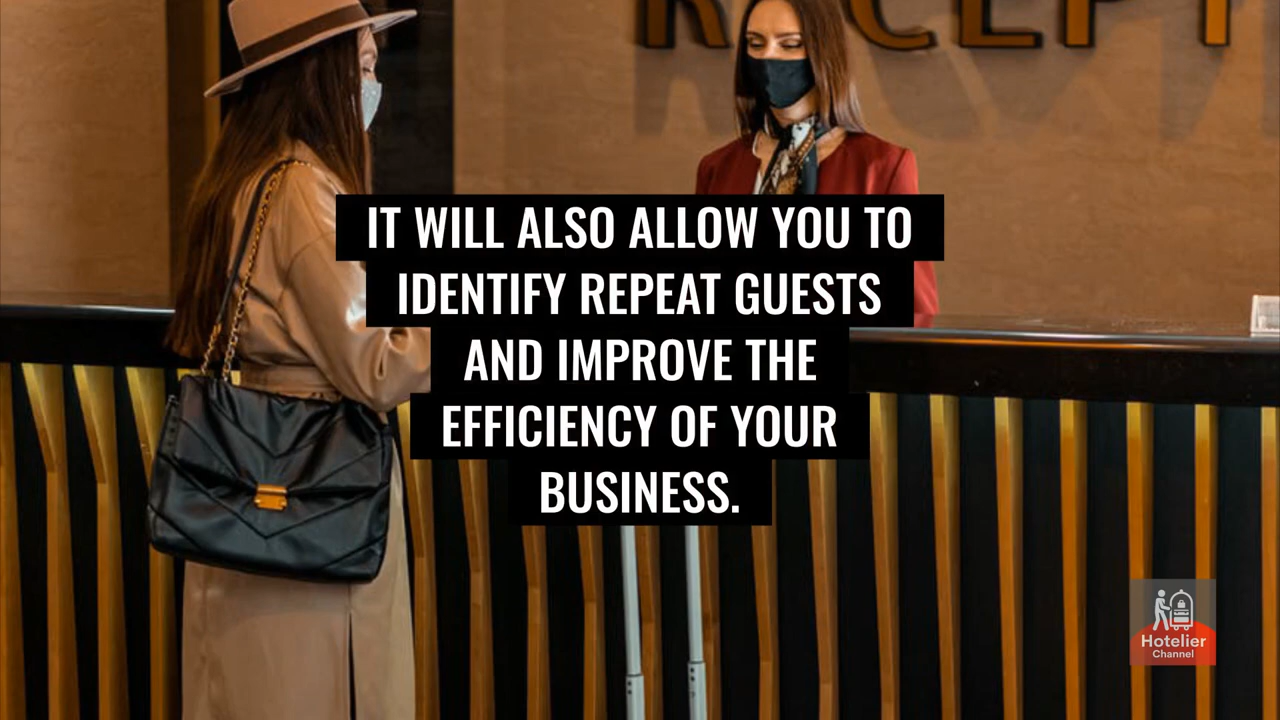 IT WILL ALSO ALLOW YOU TO
IDENTIFY REPEAT GUESTS
AND IMPROVE THE
EFFICIENCY OF YOUR
BUSINESS.
Hotelier
Channel